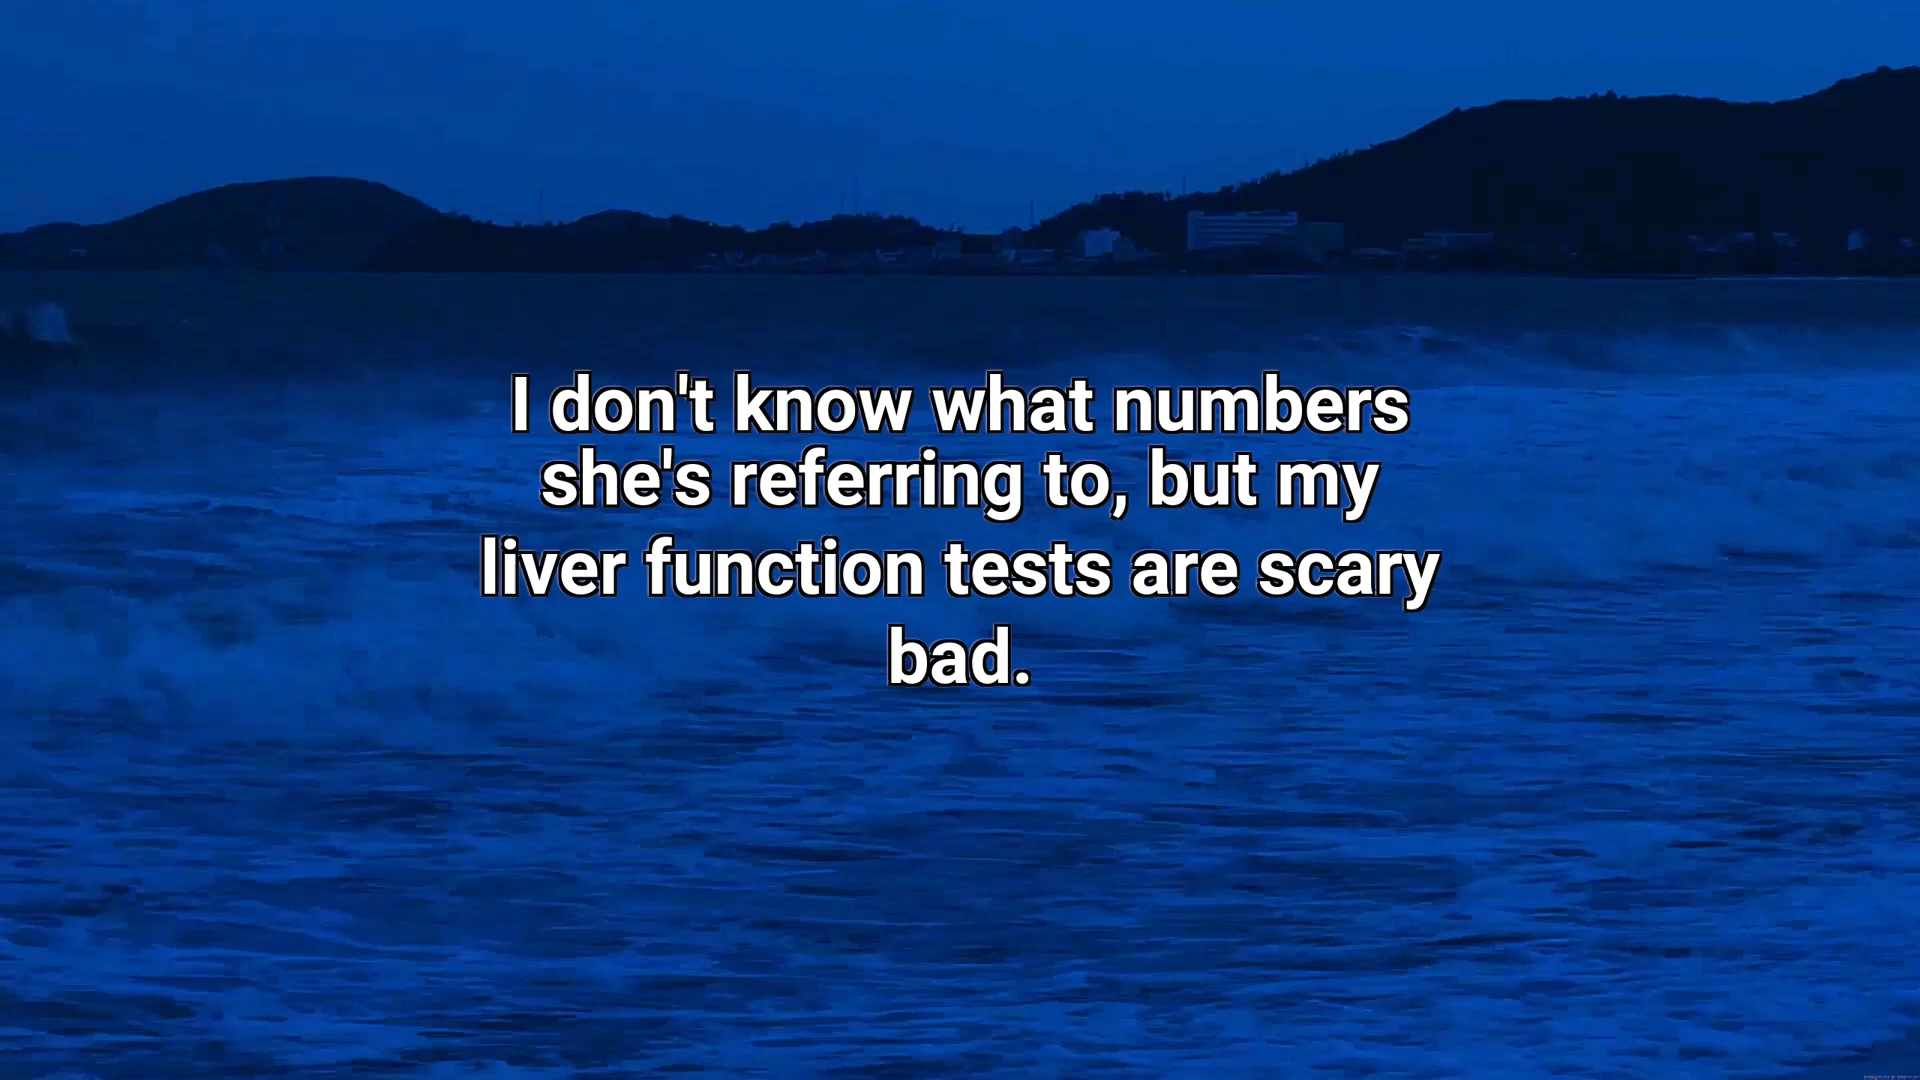 I don't know what numbers
she's referring to, but my
liver function tests are scary
bad.